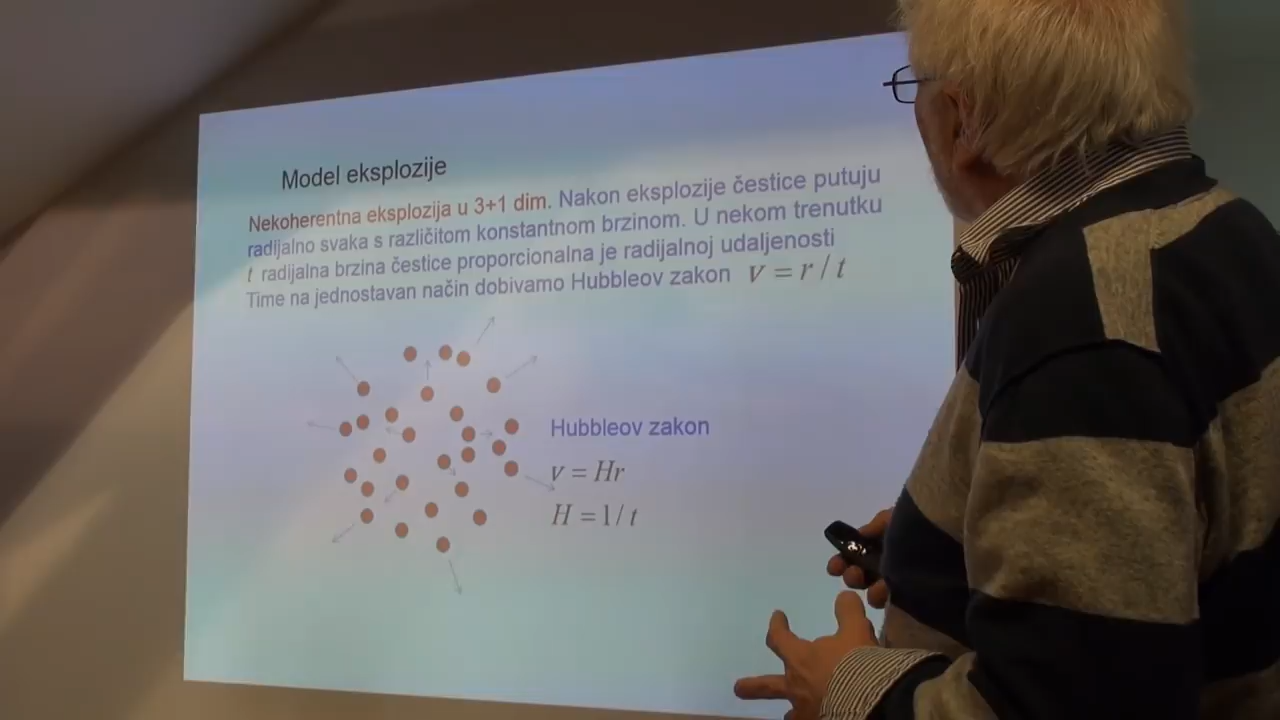 Model eksplozije
Nekoherentna eksplozija u 3+1 dim. Nakon eksplozije čestice putuju
radijalno svaka s različitom konstantnom brzinom. U nekom trenutku
t radijalna brzina čestice proporcionalna je radijalnoj udaljenosti
Time na jednostavan način dobivamo Hubbleov zakon v = r / t
Hubbleov zakon
v = Hr
H = 1/ t